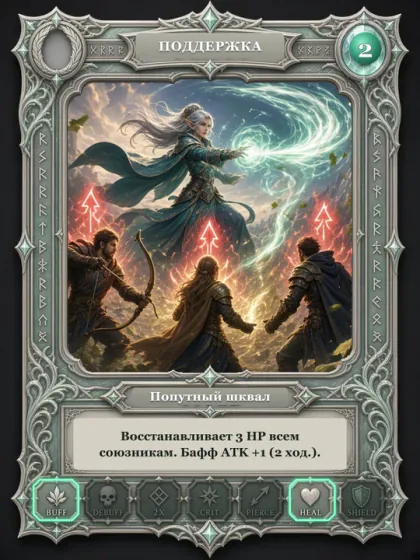 ПОДДЕРЖКА
2
Попутный шквал
Восстанавливает 3 HP всем
союзникам. Бафф ATK +1 (2 ход.).
BUFF DEBUFF 2X CRIT PIERCE HEAL SHIELD